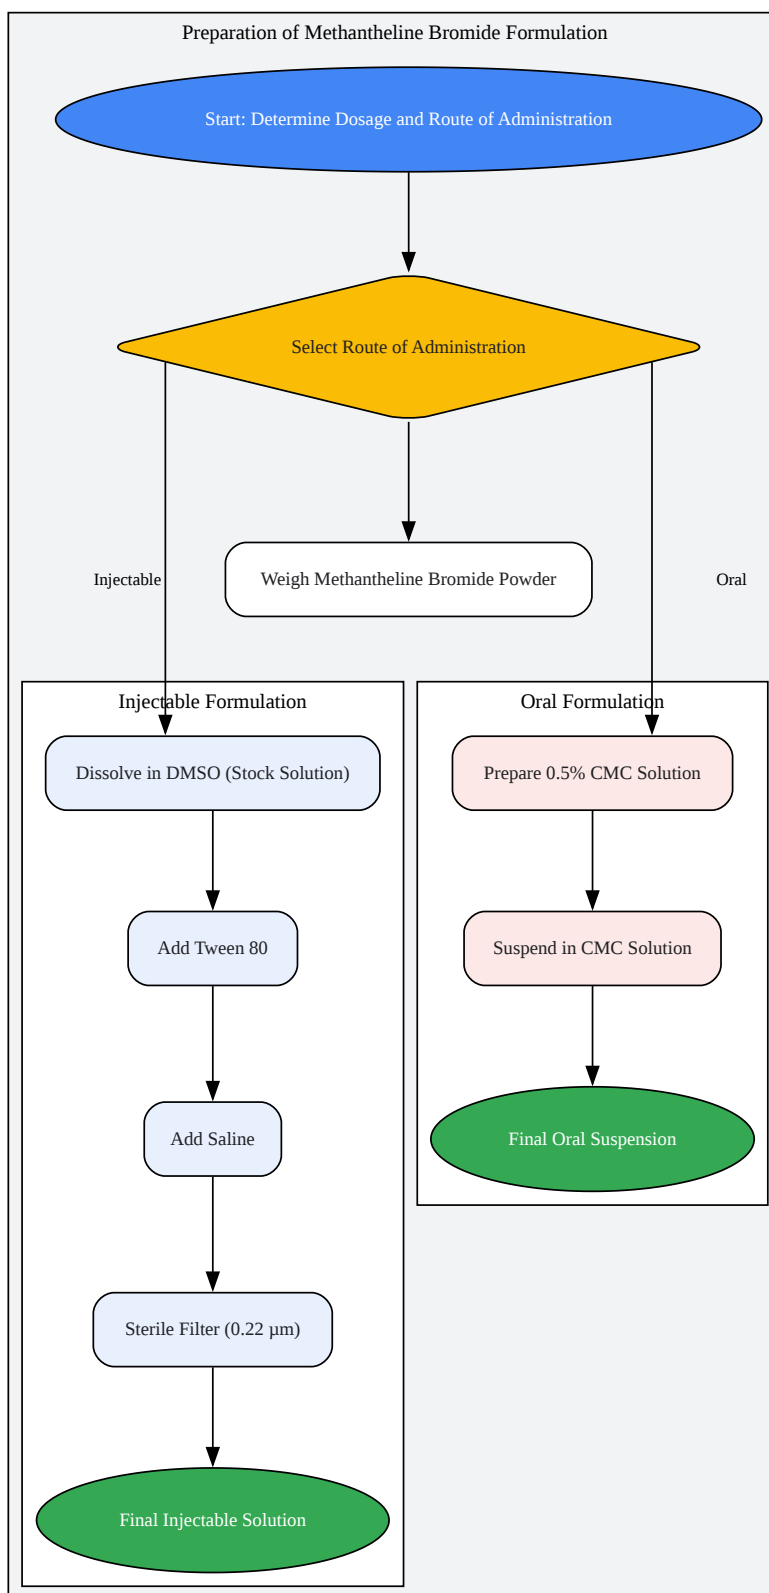 Preparation of Methantheline Bromide Formulation
Start: Determine Dosage and Route of Administration
Select Route of Administration
Injectable
Weigh Methantheline Bromide Powder
Oral
Injectable Formulation
Dissolve in DMSO (Stock Solution)
Add Tween 80
Add Saline
Sterile Filter (0.22 µm)
Final Injectable Solution
Oral Formulation
Prepare 0.5% CMC Solution
Suspend in CMC Solution
Final Oral Suspension